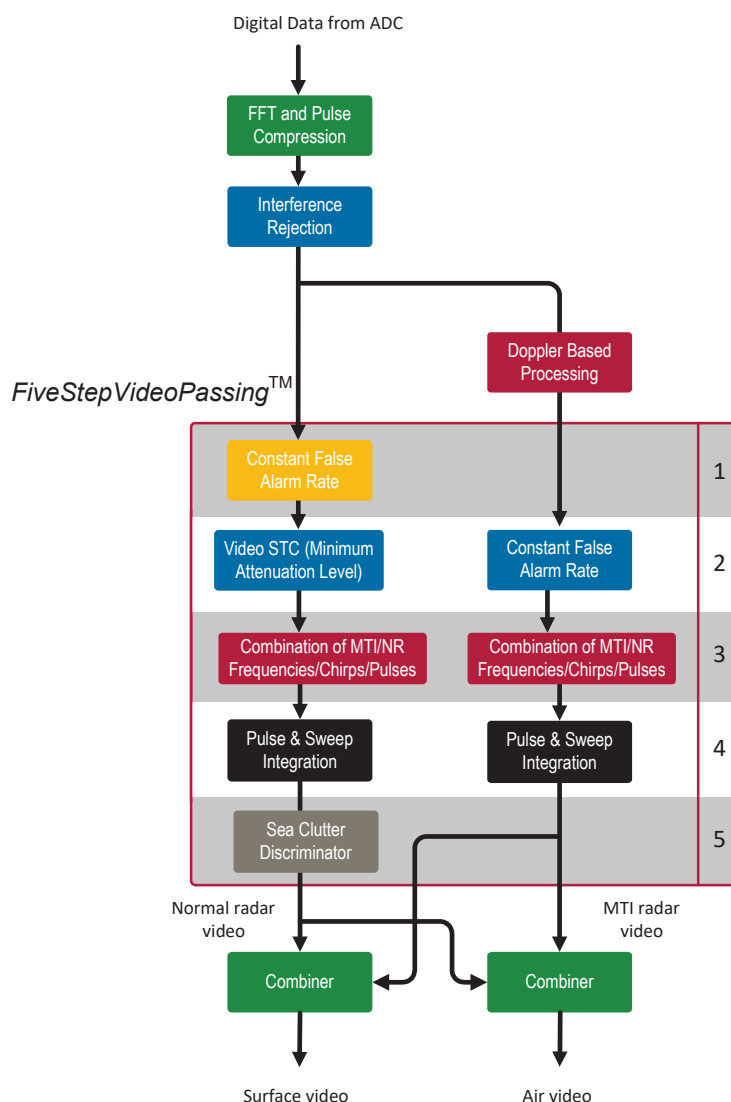 Digital Data from ADC
FFT and Pulse
Compression
Interference
Rejection
Doppler Based
Processing
FiveStepVideoPassing™
Constant False
Alarm Rate
1
Video STC (Minimum
Attenuation Level)
Constant False
Alarm Rate
2
Combination of MTI/NR
Frequencies/Chirps/Pulses
Combination of MTI/NR
Frequencies/Chirps/Pulses
3
Pulse & Sweep
Integration
Pulse & Sweep
Integration
4
Sea Clutter
Discriminator
5
Normal radar
video
MTI radar
video
Combiner
Combiner
Surface video
Air video